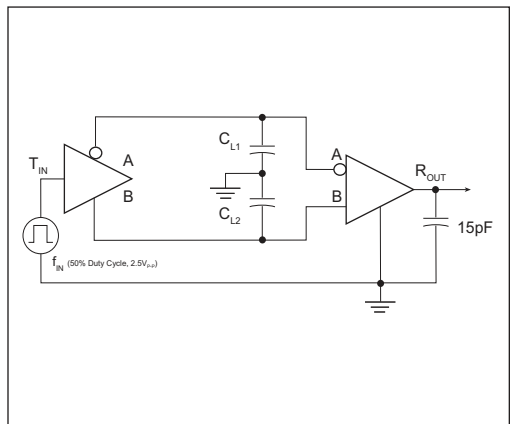 C_L1
A
T_IN
A
R_OUT
B
B
C_L2
15pF
f_IN (50% Duty Cycle, 2.5V_P-P)